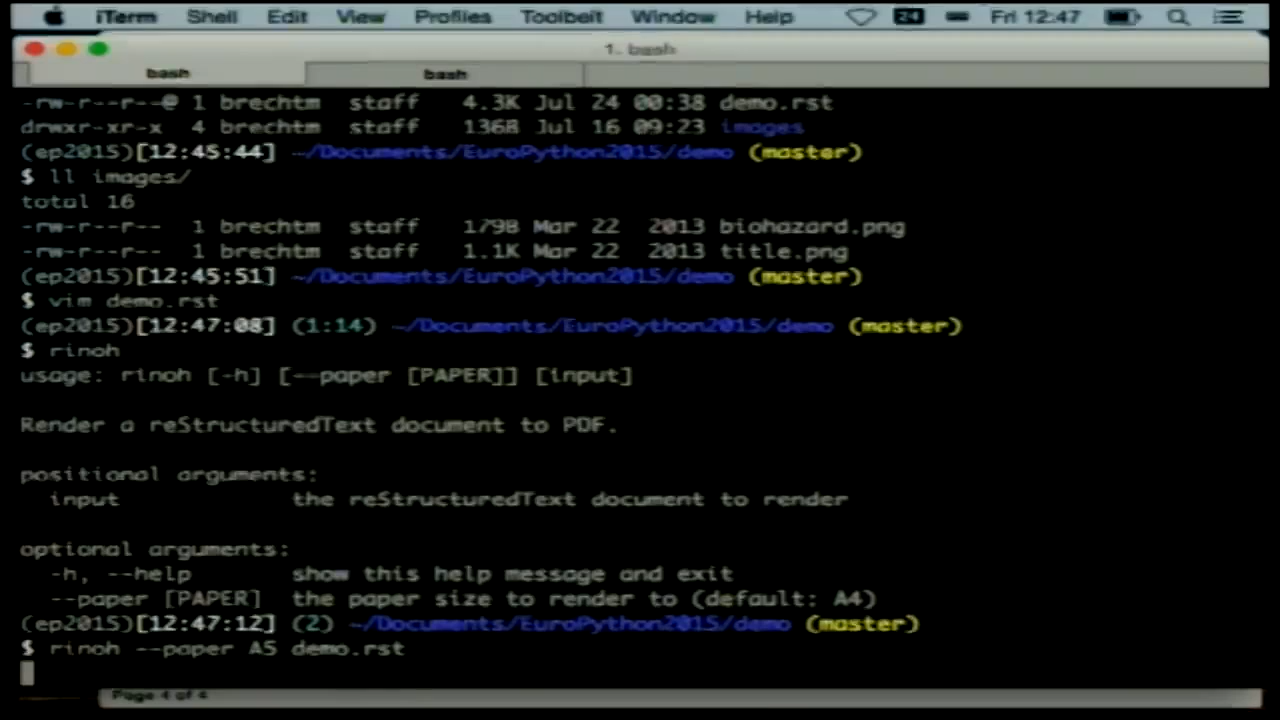 iTerm Shell Edit View Profiles Toolbelt Window Help 24 Fri 12:47
1. bash
bash bash
-rw-r--r--@ 1 brechtm staff 4.3K Jul 24 00:38 demo.rst
drwxr-xr-x 4 brechtm staff 136B Jul 16 09:23 images
(ep2015)[12:45:44] ~/Documents/EuroPython2015/demo (master)
$ ll images/
total 16
-rw-r--r-- 1 brechtm staff 179B Mar 22 2013 biohazard.png
-rw-r--r-- 1 brechtm staff 1.1K Mar 22 2013 title.png
(ep2015)[12:45:51] ~/Documents/EuroPython2015/demo (master)
$ vim demo.rst
(ep2015)[12:47:08] (1:14) ~/Documents/EuroPython2015/demo (master)
$ rinoh
usage: rinoh [-h] [--paper [PAPER]] [input]
Render a reStructuredText document to PDF.
positional arguments:
input the reStructuredText document to render
optional arguments:
-h, --help show this help message and exit
--paper [PAPER] the paper size to render to (default: A4)
(ep2015)[12:47:12] (2) ~/Documents/EuroPython2015/demo (master)
$ rinoh --paper A5 demo.rst
Page 4 of 4